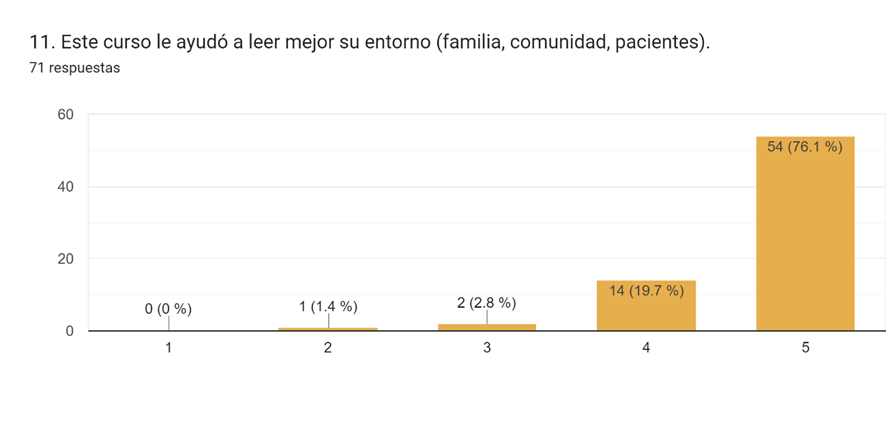 11. Este curso le ayudó a leer mejor su entorno (familia, comunidad, pacientes).
71 respuestas
60
40
20
0
0 (0 %)
1 (1.4 %)
2 (2.8 %)
14 (19.7 %)
54 (76.1 %)
1
2
3
4
5